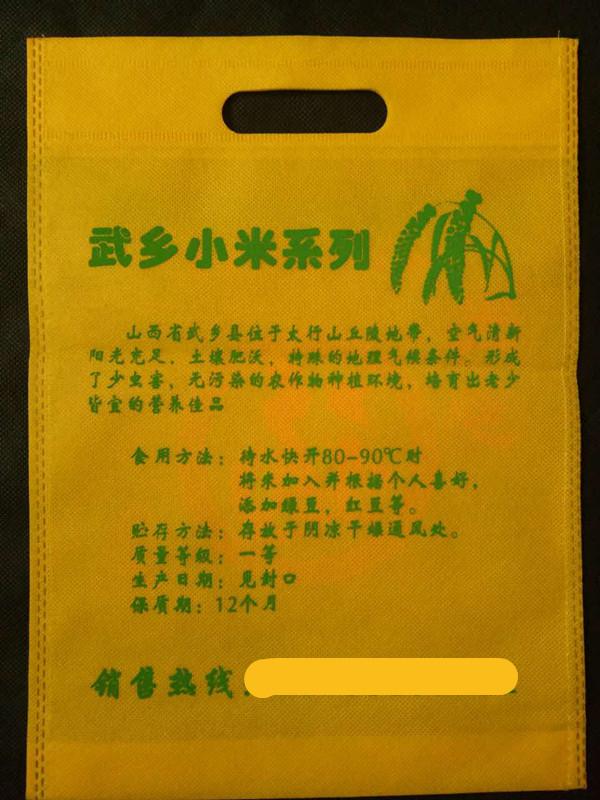 武乡小米系列
山西省武乡县位于太行山丘陵地带，空气清新
阳光充足．土壤肥沃，特殊的地理气候条件。形成
了少虫害，无污染的农作物种植环境，培育出老少
皆宜的营养佳品
食用方法：待水快开80-90℃时
将米加入并根据个人喜好，
添加绿豆，红豆等。
贮存方法：存放于阴凉干燥通风处。
质量等级：一等
生产日期：见封口
保质期：12个月
销售热线：